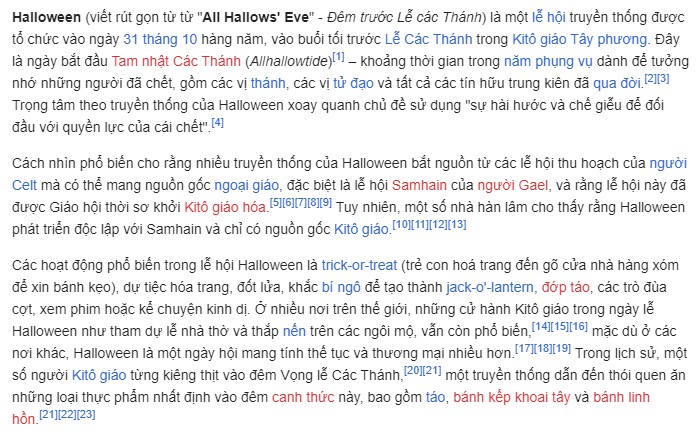 Halloween (viết rút gọn từ từ "All Hallows' Eve" - Đêm trước Lễ các Thánh) là một lễ hội truyền thống được
tổ chức vào ngày 31 tháng 10 hàng năm, vào buổi tối trước Lễ Các Thánh trong Kitô giáo Tây phương. Đây
là ngày bắt đầu Tam nhật Các Thánh (Allhallowtide)[1] – khoảng thời gian trong năm phụng vụ dành để tưởng
nhớ những người đã chết, gồm các vị thánh, các vị tử đạo và tất cả các tín hữu trung kiên đã qua đời.[2][3]
Trọng tâm theo truyền thống của Halloween xoay quanh chủ đề sử dụng "sự hài hước và chế giễu để đối
đầu với quyền lực của cái chết".[4]
Cách nhìn phổ biến cho rằng nhiều truyền thống của Halloween bắt nguồn từ các lễ hội thu hoạch của người
Celt mà có thể mang nguồn gốc ngoại giáo, đặc biệt là lễ hội Samhain của người Gael, và rằng lễ hội này đã
được Giáo hội thời sơ khởi Kitô giáo hóa.[5][6][7][8][9] Tuy nhiên, một số nhà hàn lâm cho thấy rằng Halloween
phát triển độc lập với Samhain và chỉ có nguồn gốc Kitô giáo.[10][11][12][13]
Các hoạt động phổ biến trong lễ hội Halloween là trick-or-treat (trẻ con hoá trang đến gõ cửa nhà hàng xóm
để xin bánh kẹo), dự tiệc hóa trang, đốt lửa, khắc bí ngô để tạo thành jack-o'-lantern, đớp táo, các trò đùa
cợt, xem phim hoặc kể chuyện kinh dị. Ở nhiều nơi trên thế giới, những cử hành Kitô giáo trong ngày lễ
Halloween như tham dự lễ nhà thờ và thắp nến trên các ngôi mộ, vẫn còn phổ biến,[14][15][16] mặc dù ở các
nơi khác, Halloween là một ngày hội mang tính thế tục và thương mại nhiều hơn.[17][18][19] Trong lịch sử, một
số người Kitô giáo từng kiêng thịt vào đêm Vọng lễ Các Thánh,[20][21] một truyền thống dẫn đến thói quen ăn
những loại thực phẩm nhất định vào đêm canh thức này, bao gồm táo, bánh kếp khoai tây và bánh linh
hồn.[21][22][23]